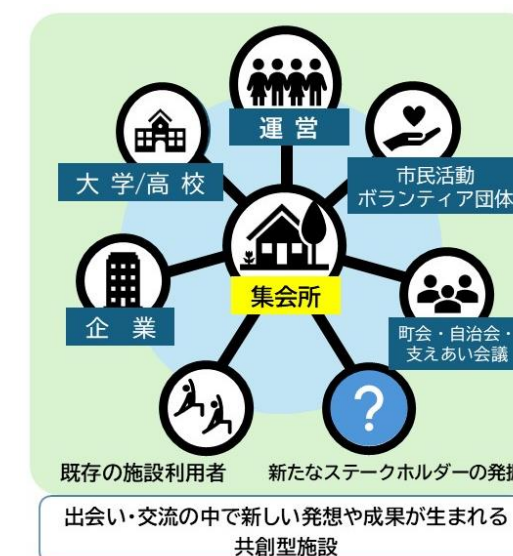 運 営
大 学/高 校
市民活動
ボランティア団体
集会所
企 業
町会・自治会・
支えあい会議
既存の施設利用者
新たなステークホルダーの発掘
出会い・交流の中で新しい発想や成果が生まれる
共創型施設